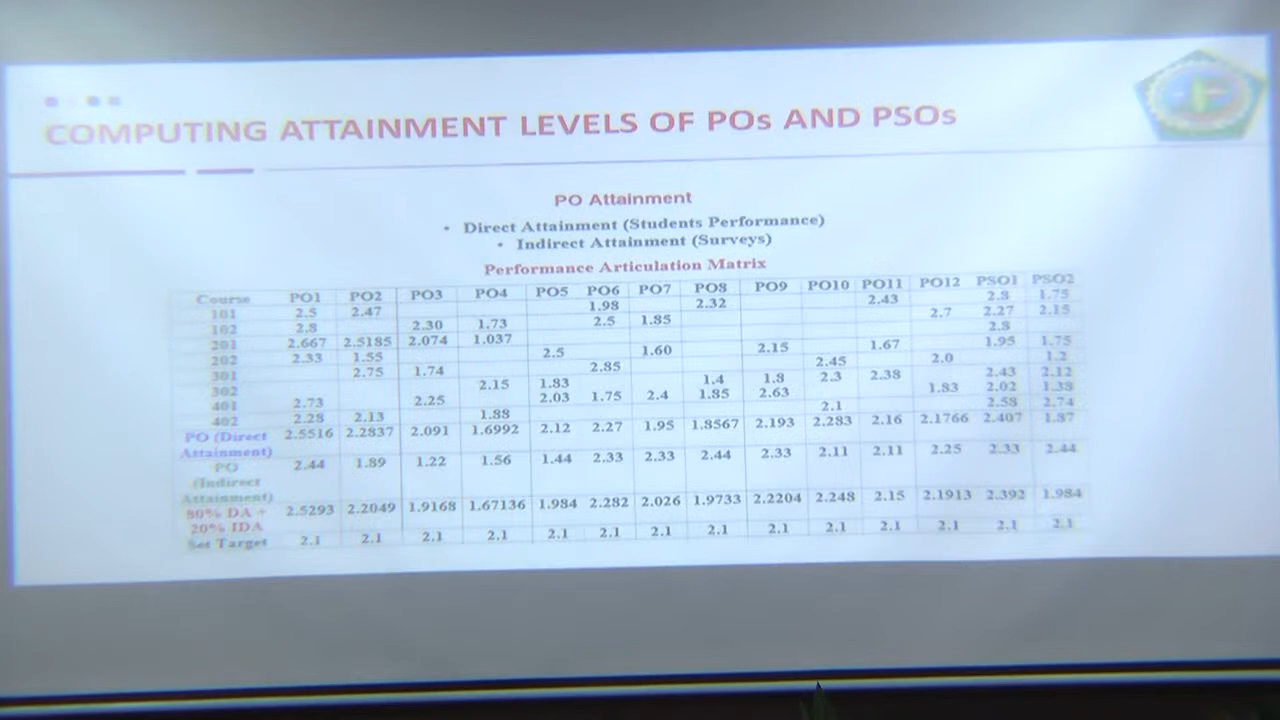 COMPUTING ATTAINMENT LEVELS OF POs AND PSOs
PO Attainment
• Direct Attainment (Students Performance)
• Indirect Attainment (Surveys)
Performance Articulation Matrix
Course PO1 PO2 PO3 PO4 PO5 PO6 PO7 PO8 PO9 PO10 PO11 PO12 PSO1 PSO2
101 2.5 2.47 1.98 2.32 2.43 2.8 1.75
102 2.8 2.30 1.73 2.5 1.85 2.7 2.27 2.15
201 2.667 2.5185 2.074 1.037 2.8
202 2.33 1.55 2.5 1.60 2.15 1.67 1.95 1.75
301 2.75 1.74 2.85 2.45 2.0 1.2
302 2.15 1.83 1.4 1.8 2.3 2.38 2.43 2.12
401 2.73 2.25 2.03 1.75 2.4 1.85 2.63 1.83 2.02 1.38
402 2.28 2.13 1.88 2.1 2.58 2.74
PO (Direct Attainment) 2.5516 2.2837 2.091 1.6992 2.12 2.27 1.95 1.8567 2.193 2.283 2.16 2.1766 2.407 1.87
PO (Indirect Attainment) 2.44 1.89 1.22 1.56 1.44 2.33 2.33 2.44 2.33 2.11 2.11 2.25 2.33 2.44
80% DA + 20% IDA 2.5293 2.2049 1.9168 1.67136 1.984 2.282 2.026 1.9733 2.2204 2.248 2.15 2.1913 2.392 1.984
Set Target 2.1 2.1 2.1 2.1 2.1 2.1 2.1 2.1 2.1 2.1 2.1 2.1 2.1 2.1